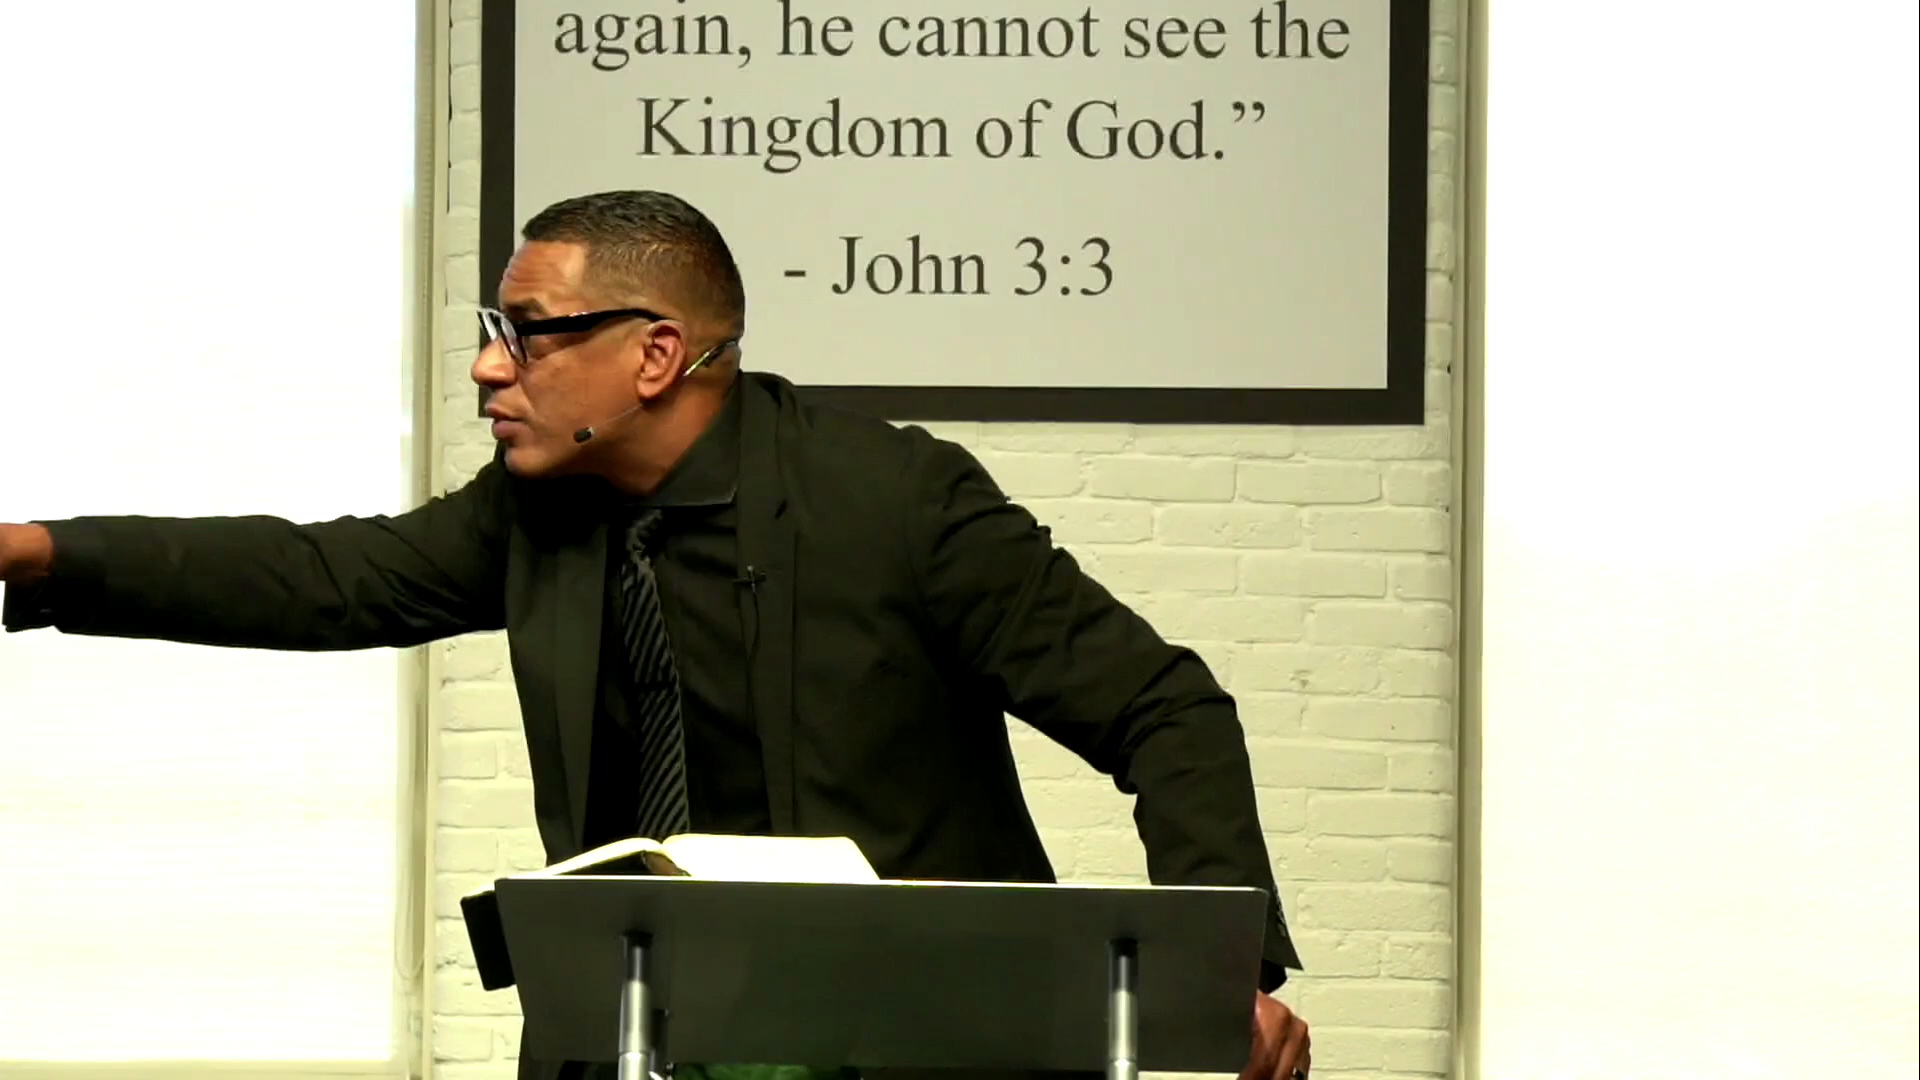 again, he cannot see the
Kingdom of God.”
- John 3:3